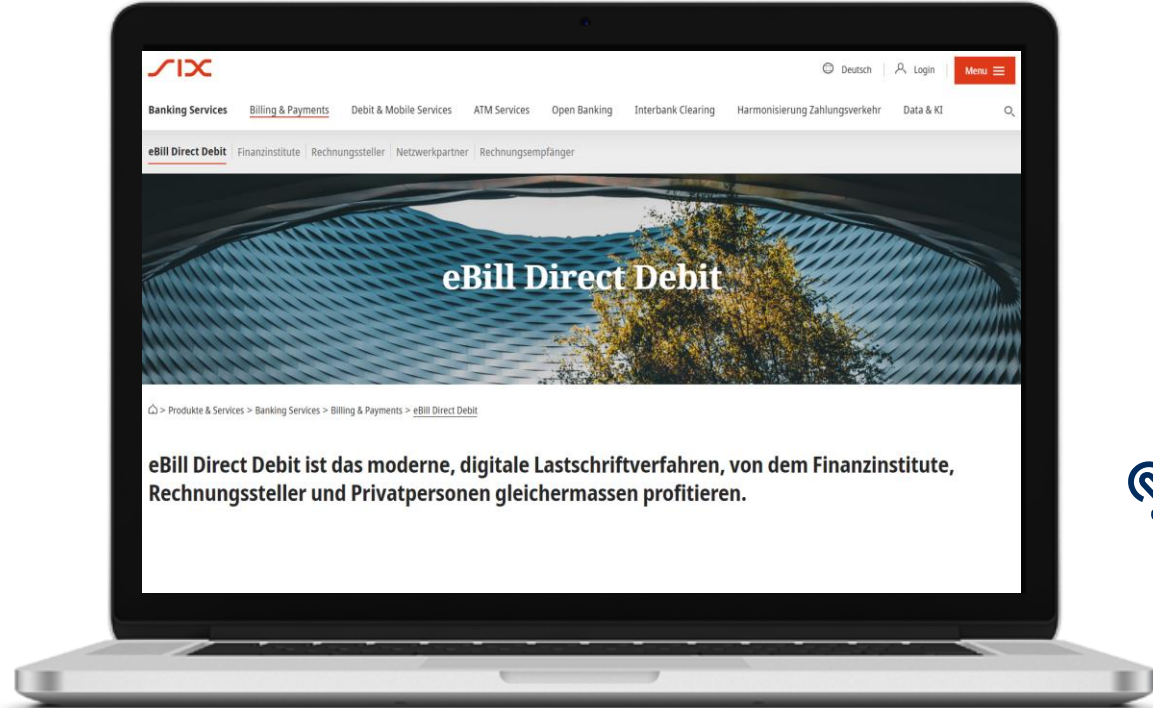 SIX
Deutsch Login Menu
Banking Services Billing & Payments Debit & Mobile Services ATM Services Open Banking Interbank Clearing Harmonisierung Zahlungsverkehr Data & KI
eBill Direct Debit Finanzinstitute Rechnungssteller Netzwerkpartner Rechnungsempfänger
eBill Direct Debit
> Produkte & Services > Banking Services > Billing & Payments > eBill Direct Debit
eBill Direct Debit ist das moderne, digitale Lastschriftverfahren, von dem Finanzinstitute,
Rechnungssteller und Privatpersonen gleichermassen profitieren.